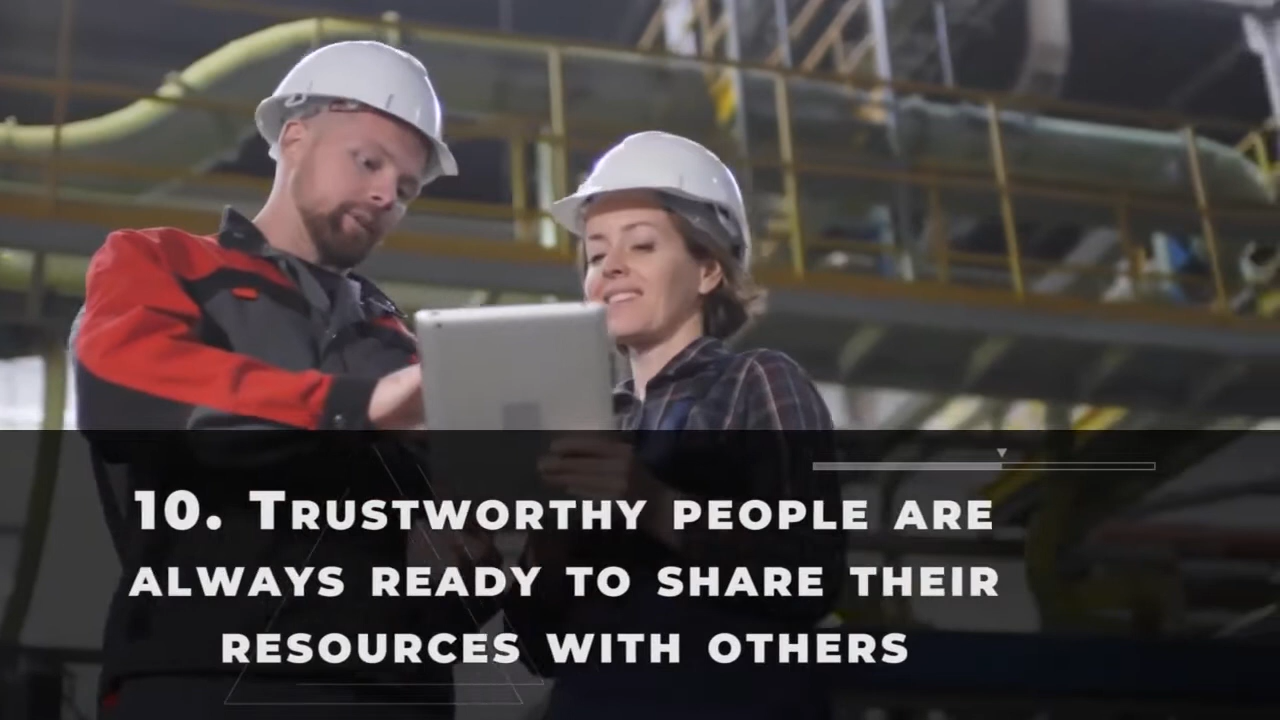 10. Trustworthy people are
always ready to share their
resources with others